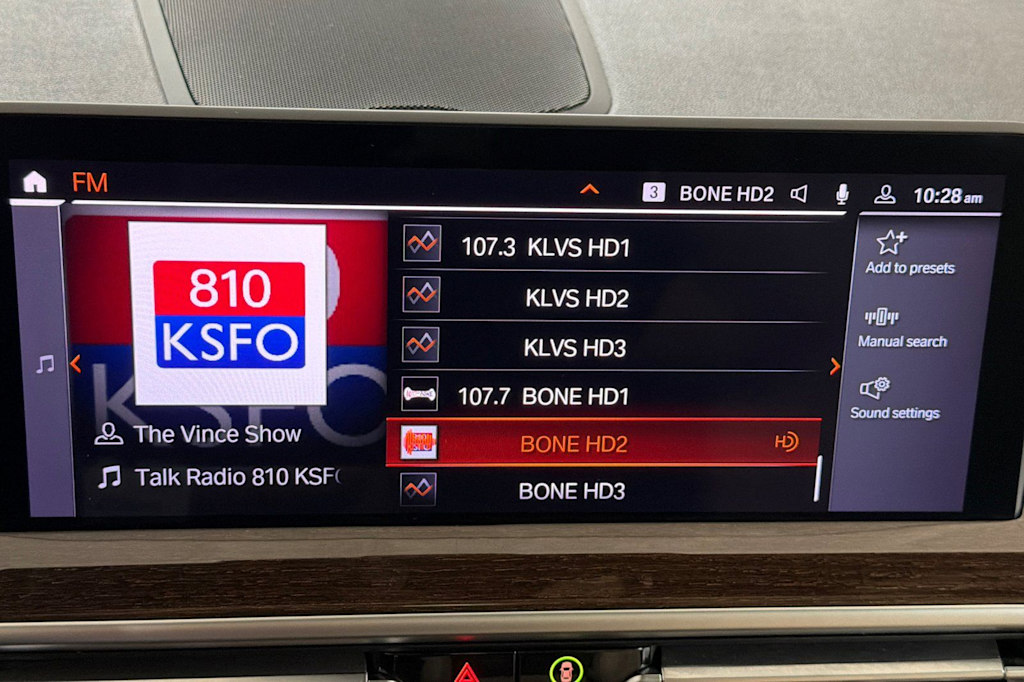 FM
3 BONE HD2
10:28 am
810
KSFO
The Vince Show
Talk Radio 810 KSF
107.3 KLVS HD1
KLVS HD2
KLVS HD3
107.7 BONE HD1
BONE HD2
HD
BONE HD3
Add to presets
Manual search
Sound settings